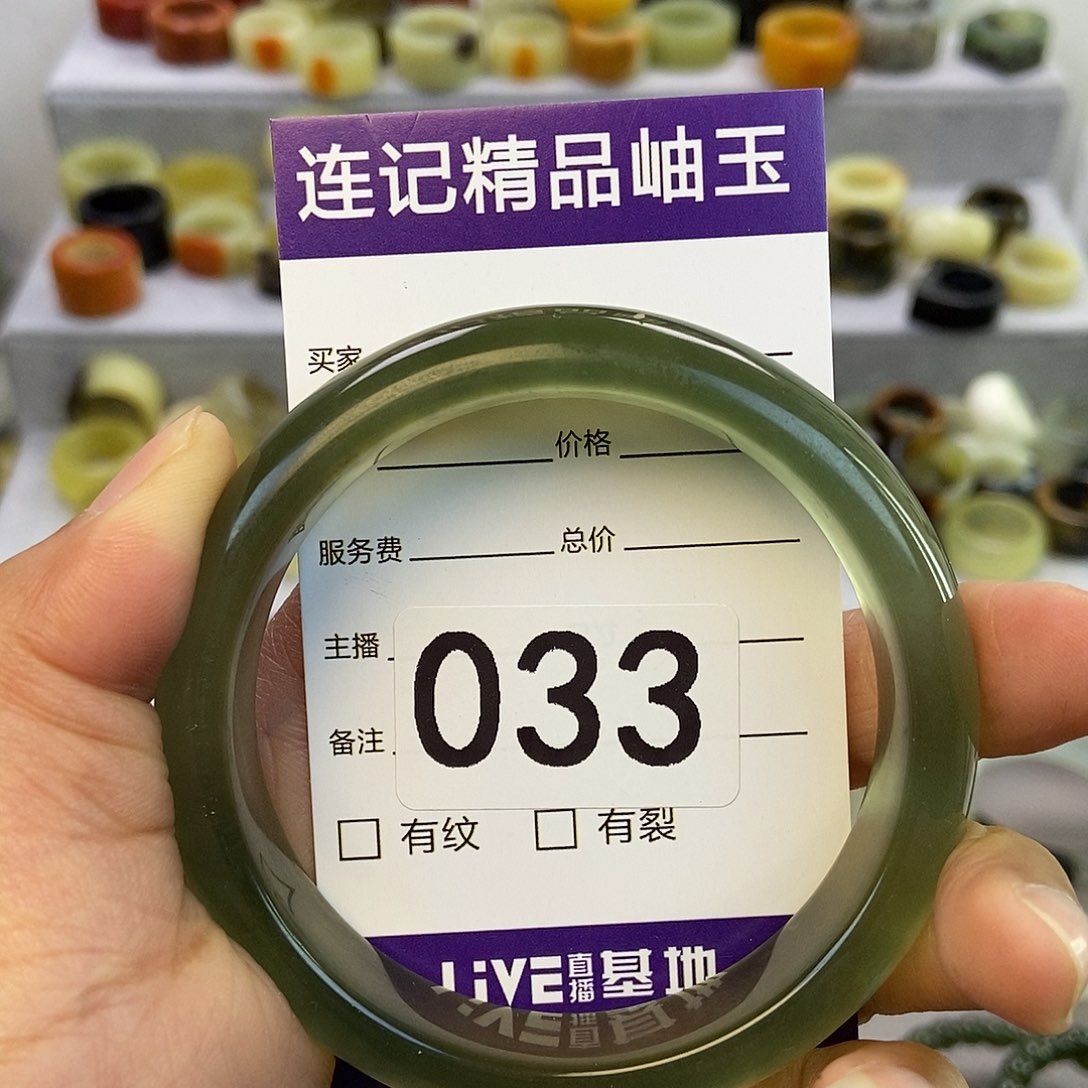 连记精品岫玉
买家
价格
服务费 总价
主播
033
备注
有纹 有裂
LiVE直播基地